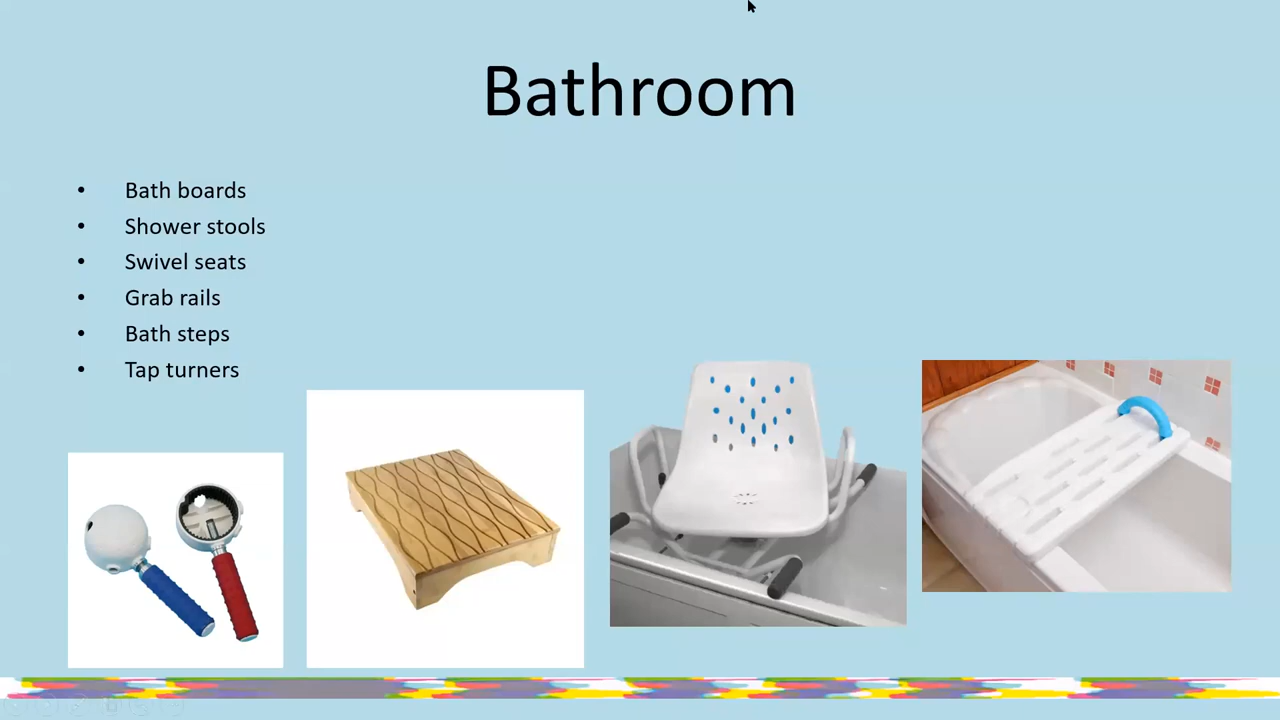 Bathroom
• Bath boards
• Shower stools
• Swivel seats
• Grab rails
• Bath steps
• Tap turners